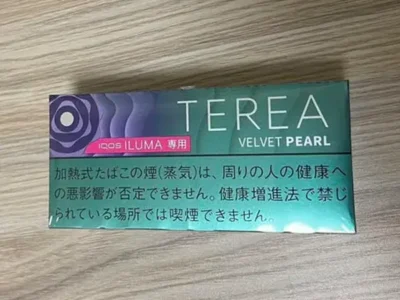 TEREA
IQOS ILUMA 専用
VELVET PEARL
加熱式たばこの煙(蒸気)は、周りの人の健康へ
の悪影響が否定できません。健康増進法で禁じ
られている場所では喫煙できません。